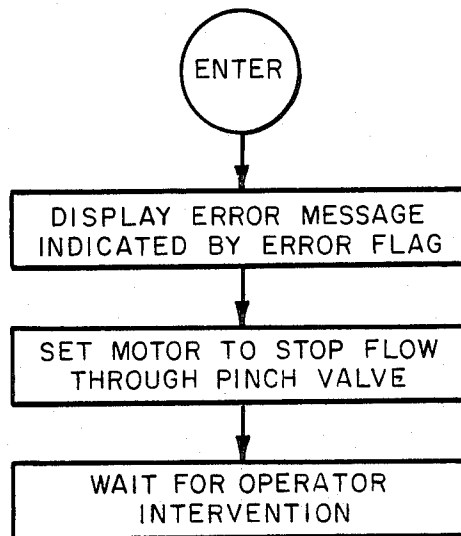 ENTER
DISPLAY ERROR MESSAGE
INDICATED BY ERROR FLAG
SET MOTOR TO STOP FLOW
THROUGH PINCH VALVE
WAIT FOR OPERATOR
INTERVENTION